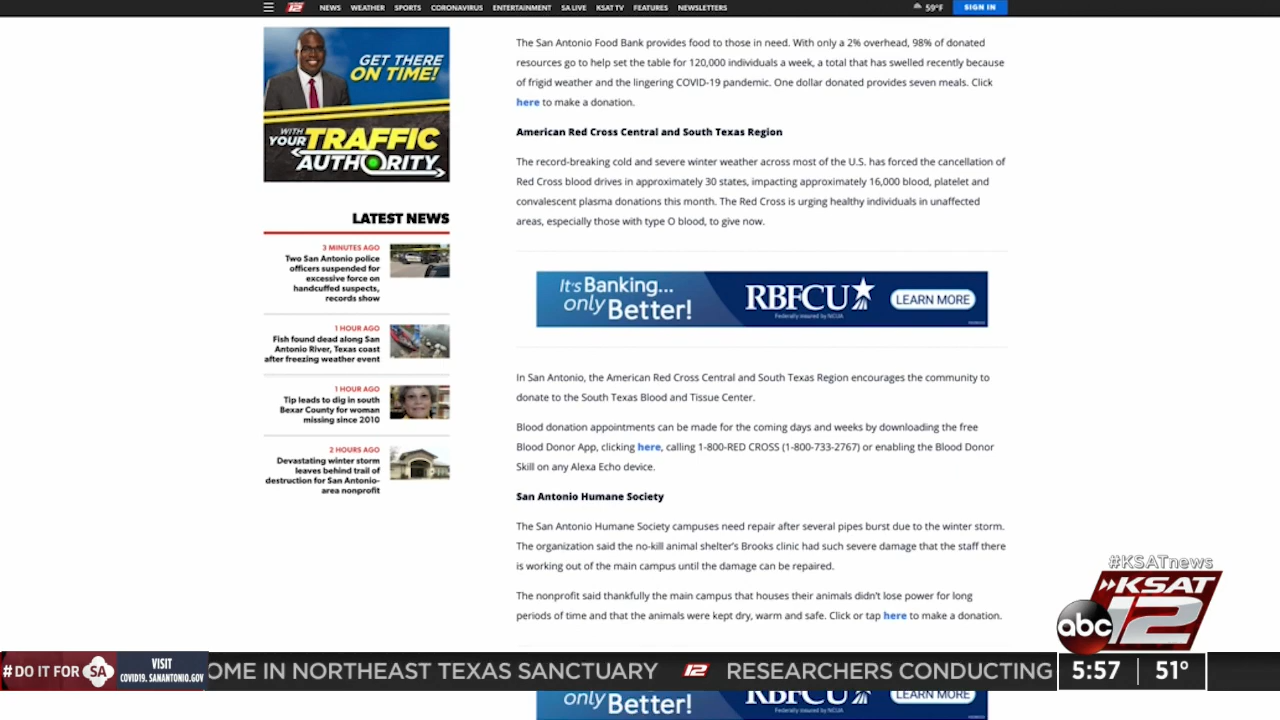 12
NEWS WEATHER SPORTS CORONAVIRUS ENTERTAINMENT SA LIVE KSAT TV FEATURES NEWSLETTERS
59°F
SIGN IN
GET THERE
ON TIME!
WITH
YOUR TRAFFIC
AUTHORITY
LATEST NEWS
3 MINUTES AGO
Two San Antonio police
officers suspended for
excessive force on
handcuffed suspects,
records show
1 HOUR AGO
Fish found dead along San
Antonio River, Texas coast
after freezing weather event
1 HOUR AGO
Tip leads to dig in south
Bexar County for woman
missing since 2010
2 HOURS AGO
Devastating winter storm
leaves behind trail of
destruction for San Antonio-
area nonprofit
The San Antonio Food Bank provides food to those in need. With only a 2% overhead, 98% of donated
resources go to help set the table for 120,000 individuals a week, a total that has swelled recently because
of frigid weather and the lingering COVID-19 pandemic. One dollar donated provides seven meals. Click
here to make a donation.
American Red Cross Central and South Texas Region
The record-breaking cold and severe winter weather across most of the U.S. has forced the cancellation of
Red Cross blood drives in approximately 30 states, impacting approximately 16,000 blood, platelet and
convalescent plasma donations this month. The Red Cross is urging healthy individuals in unaffected
areas, especially those with type O blood, to give now.
It's Banking...
only Better!
RBFCU
Federally insured by NCUA
LEARN MORE
In San Antonio, the American Red Cross Central and South Texas Region encourages the community to
donate to the South Texas Blood and Tissue Center.
Blood donation appointments can be made for the coming days and weeks by downloading the free
Blood Donor App, clicking here, calling 1-800-RED CROSS (1-800-733-2767) or enabling the Blood Donor
Skill on any Alexa Echo device.
San Antonio Humane Society
The San Antonio Humane Society campuses need repair after several pipes burst due to the winter storm.
The organization said the no-kill animal shelter's Brooks clinic had such severe damage that the staff there
is working out of the main campus until the damage can be repaired.
The nonprofit said thankfully the main campus that houses their animals didn't lose power for long
periods of time and that the animals were kept dry, warm and safe. Click or tap here to make a donation.
#KSATnews
KSAT
abc 12
#DO IT FOR SA
VISIT
COVID19.SANANTONIO.GOV
OME IN NORTHEAST TEXAS SANCTUARY 12 RESEARCHERS CONDUCTING
5:57 51°
only Better!
RBFCU
Federally insured by NCUA
LEARN MORE